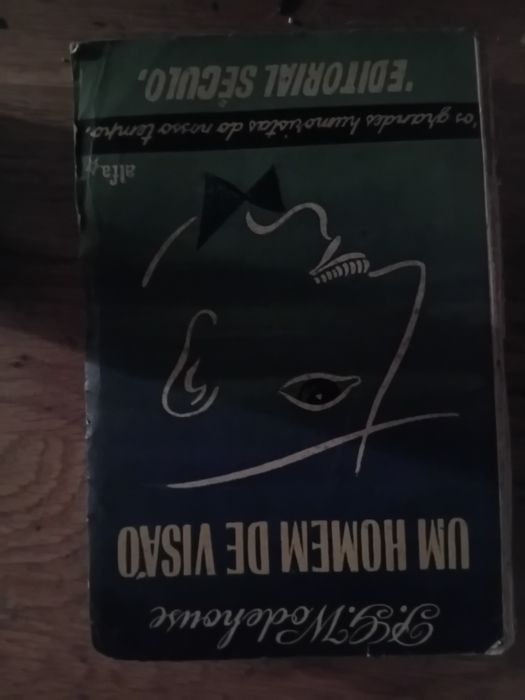 P.G. Wodehouse
UM HOMEM DE VISÃO
alfa
'os grandes humoristas do nosso tempo,
'EDITORIAL SÉCULO,